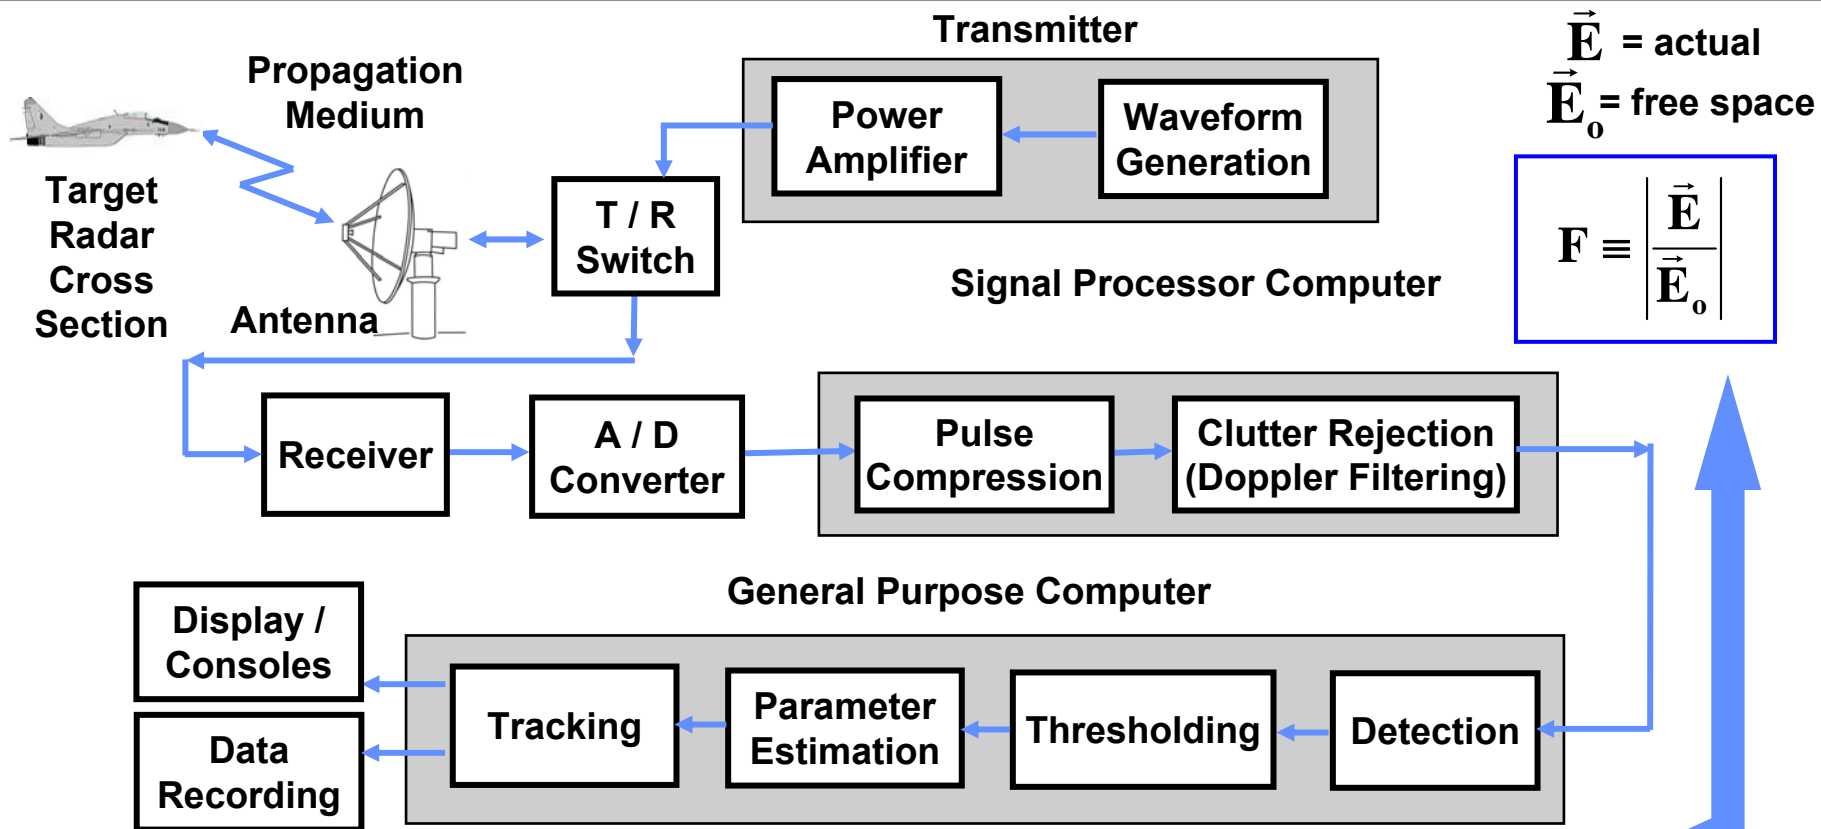 Transmitter
Propagation
Medium
Power
Amplifier
Waveform
Generation
E⃗ = actual
E⃗ₒ = free space
F ≡ |E⃗ / E⃗ₒ|
Target
Radar
Cross
Section
Antenna
T / R
Switch
Signal Processor Computer
Receiver
A / D
Converter
Pulse
Compression
Clutter Rejection
(Doppler Filtering)
General Purpose Computer
Display /
Consoles
Data
Recording
Tracking
Parameter
Estimation
Thresholding
Detection